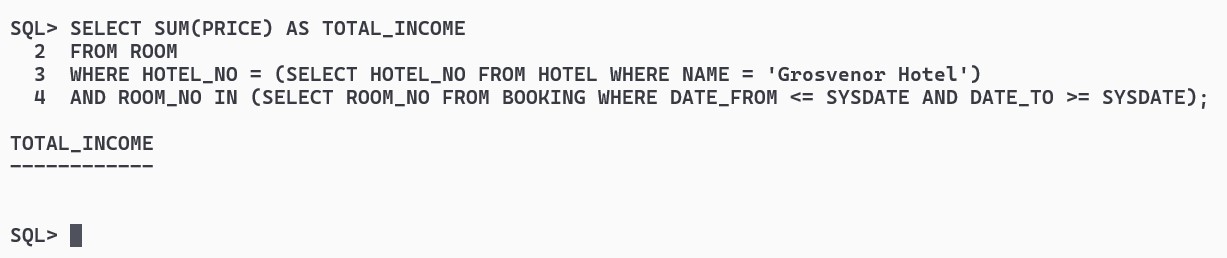 SQL> SELECT SUM(PRICE) AS TOTAL_INCOME
  2  FROM ROOM
  3  WHERE HOTEL_NO = (SELECT HOTEL_NO FROM HOTEL WHERE NAME = 'Grosvenor Hotel')
  4  AND ROOM_NO IN (SELECT ROOM_NO FROM BOOKING WHERE DATE_FROM <= SYSDATE AND DATE_TO >= SYSDATE);
TOTAL_INCOME
------------
SQL>